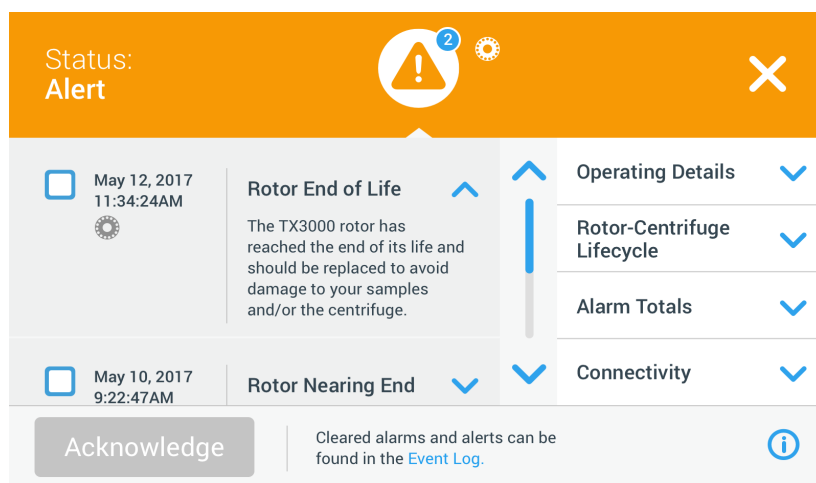 Status:
Alert
2
May 12, 2017
11:34:24AM
Rotor End of Life
The TX3000 rotor has
reached the end of its life and
should be replaced to avoid
damage to your samples
and/or the centrifuge.
May 10, 2017
9:22:47AM
Rotor Nearing End
Operating Details
Rotor-Centrifuge
Lifecycle
Alarm Totals
Connectivity
Acknowledge
Cleared alarms and alerts can be
found in the Event Log.